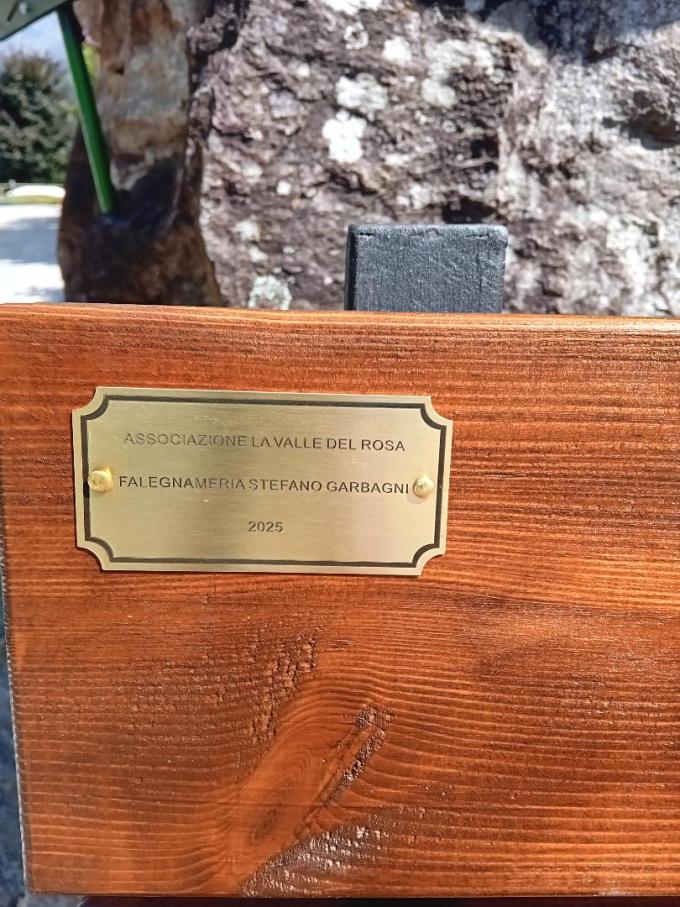 ASSOCIAZIONE LA VALLE DEL ROSA
FALEGNAMERIA STEFANO GARBAGNI
2025